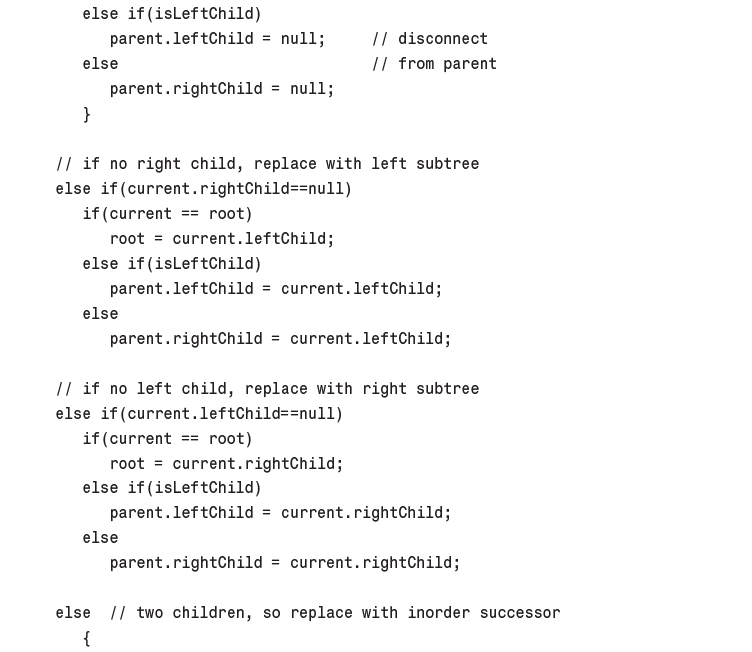 else if(isLeftChild)
parent.leftChild = null;     // disconnect
else                            // from parent
parent.rightChild = null;
}
// if no right child, replace with left subtree
else if(current.rightChild==null)
if(current == root)
root = current.leftChild;
else if(isLeftChild)
parent.leftChild = current.leftChild;
else
parent.rightChild = current.leftChild;
// if no left child, replace with right subtree
else if(current.leftChild==null)
if(current == root)
root = current.rightChild;
else if(isLeftChild)
parent.leftChild = current.rightChild;
else
parent.rightChild = current.rightChild;
else  // two children, so replace with inorder successor
{